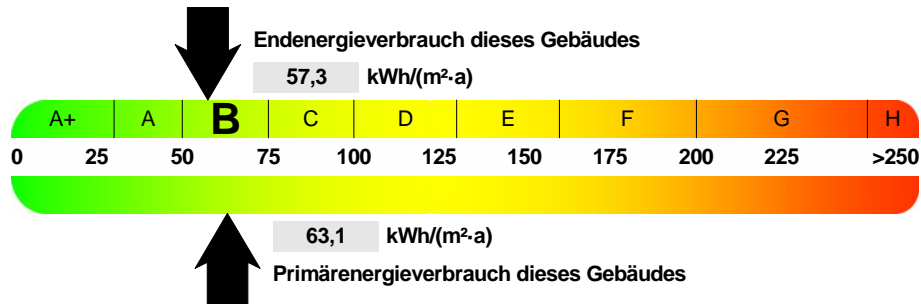 Endenergieverbrauch dieses Gebäudes
57,3 kWh/(m²·a)
A+ A B C D E F G H
0 25 50 75 100 125 150 175 200 225 >250
63,1 kWh/(m²·a)
Primärenergieverbrauch dieses Gebäudes